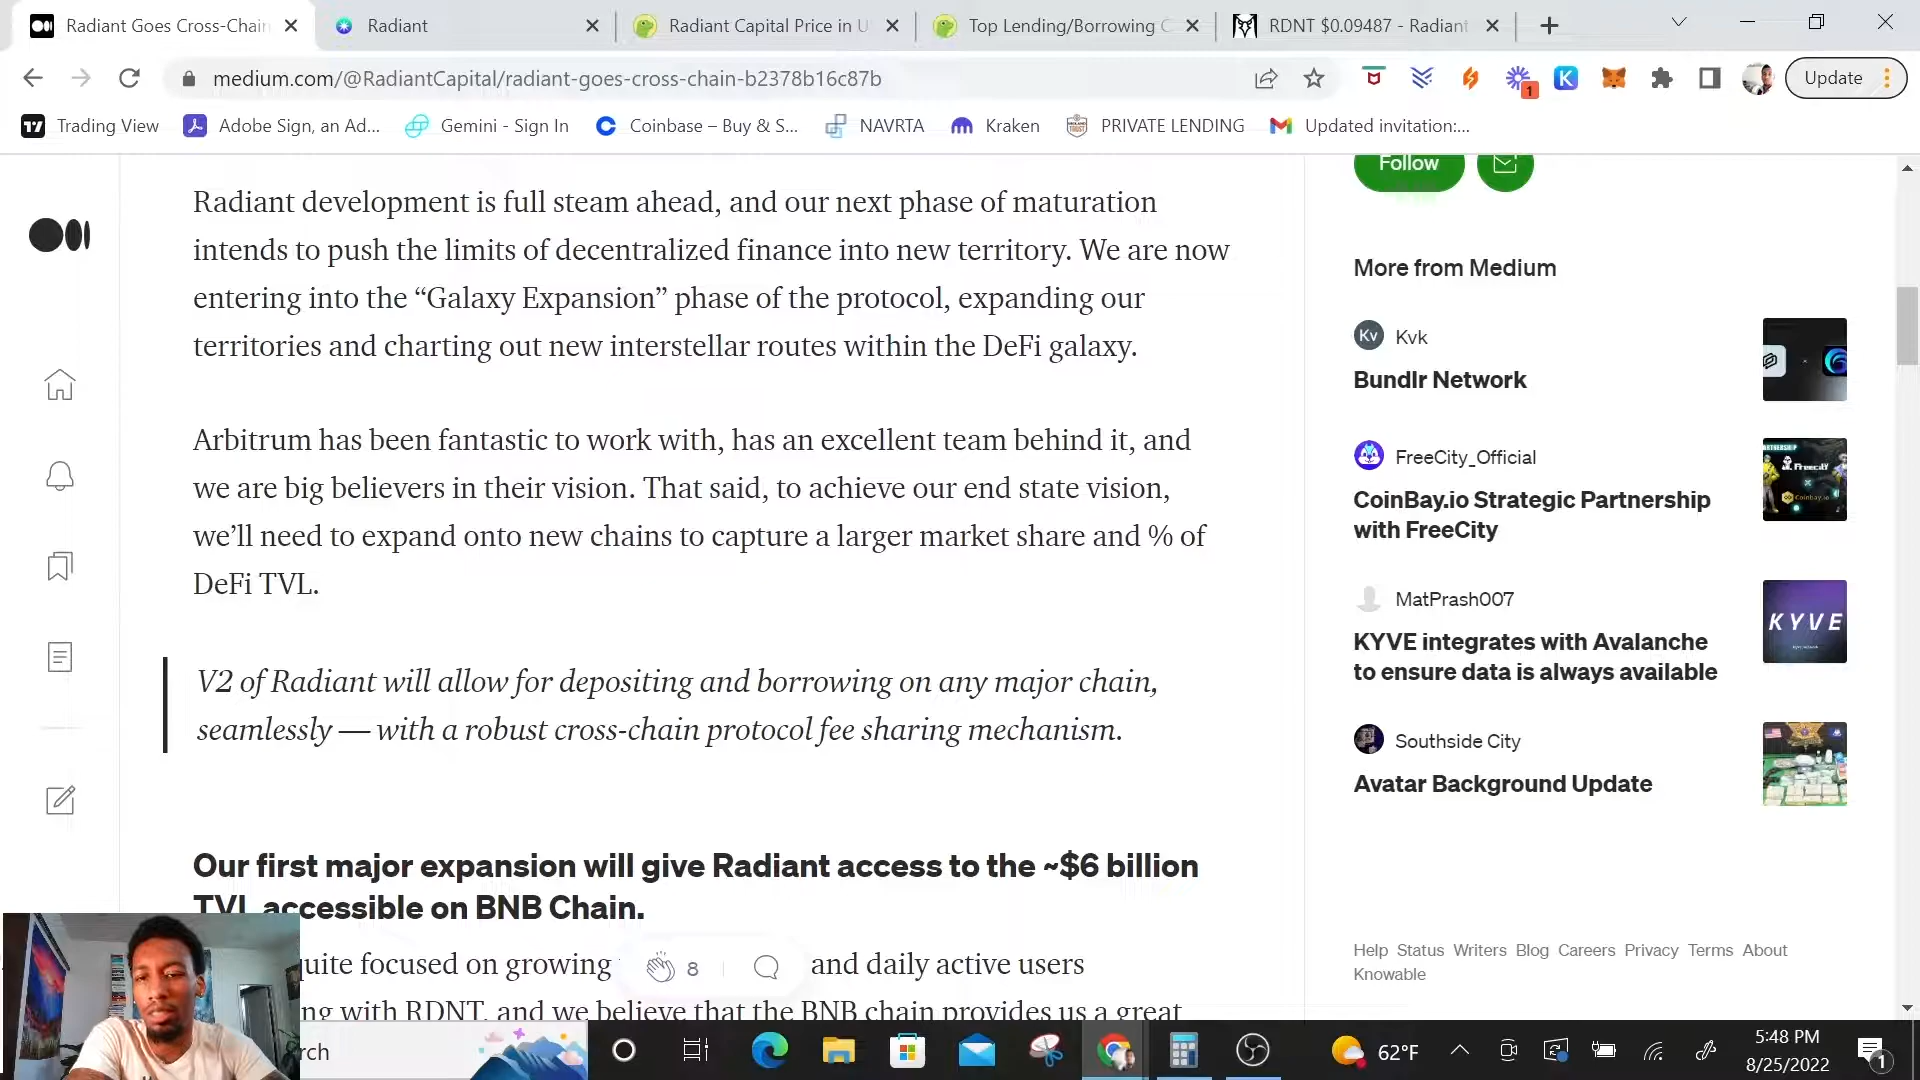 Radiant Goes Cross-Chain
Radiant
Radiant Capital Price in U
Top Lending/Borrowing C
RDNT $0.09487 - Radiant
medium.com/@RadiantCapital/radiant-goes-cross-chain-b2378b16c87b
1
K
Update
Trading View
Adobe Sign, an Ad...
Gemini - Sign In
Coinbase – Buy & S...
NAVRTA
Kraken
PRIVATE LENDING
Updated invitation:...
Radiant development is full steam ahead, and our next phase of maturation
intends to push the limits of decentralized finance into new territory. We are now
entering into the “Galaxy Expansion” phase of the protocol, expanding our
territories and charting out new interstellar routes within the DeFi galaxy.
Arbitrum has been fantastic to work with, has an excellent team behind it, and
we are big believers in their vision. That said, to achieve our end state vision,
we’ll need to expand onto new chains to capture a larger market share and % of
DeFi TVL.
V2 of Radiant will allow for depositing and borrowing on any major chain,
seamlessly — with a robust cross-chain protocol fee sharing mechanism.
Our first major expansion will give Radiant access to the ~$6 billion
TVL accessible on BNB Chain.
uite focused on growing
and daily active users
ng with RDNT, and we believe that the BNB chain provides us a great
8
Follow
More from Medium
Kv
Kvk
Bundlr Network
FreeCity_Official
CoinBay.io Strategic Partnership
with FreeCity
FreeCity
Coinbay.io
MatPrash007
KYVE integrates with Avalanche
to ensure data is always available
KYVE
Southside City
Avatar Background Update
Help Status Writers Blog Careers Privacy Terms About
Knowable
rch
62°F
5:48 PM
8/25/2022
1